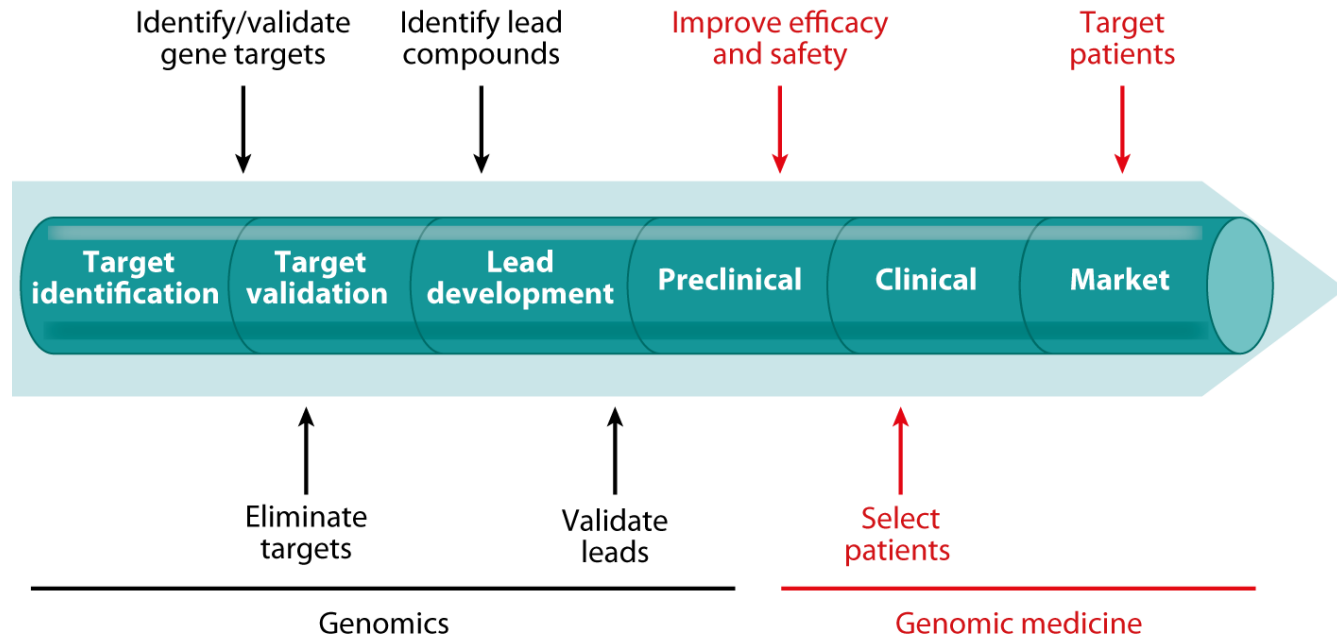 Identify/validate
gene targets
Identify lead
compounds
Improve efficacy
and safety
Target
patients
Target
identification
Target
validation
Lead
development
Preclinical
Clinical
Market
Eliminate
targets
Validate
leads
Select
patients
Genomics
Genomic medicine